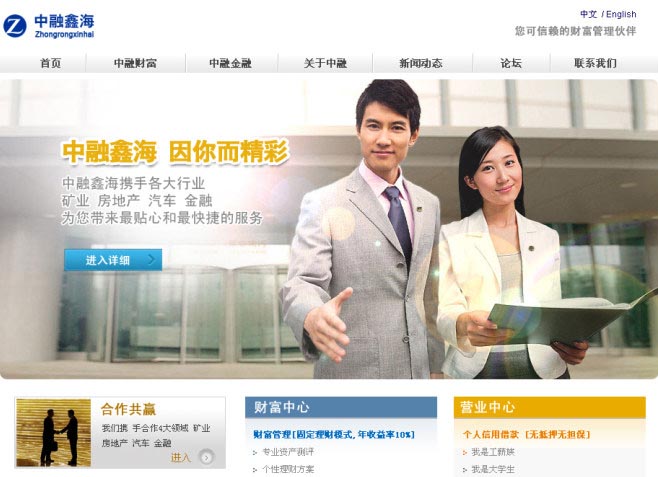 中融鑫海
Zhongrongxinhai
中文 / English
您可信赖的财富管理伙伴
首页 中融财富 中融金融 关于中融 新闻动态 论坛 联系我们
中融鑫海 因你而精彩
中融鑫海携手各大行业
矿业 房地产 汽车 金融
为您带来最贴心和最快捷的服务
进入详细
合作共赢
我们携 手合作4大领域 矿业
房地产 汽车 金融
进入
财富中心
财富管理[固定理财模式,年收益率10%]
专业资产测评
个性理财方案
营业中心
个人信用借款 [无抵押无担保]
我是工薪族
我是大学生